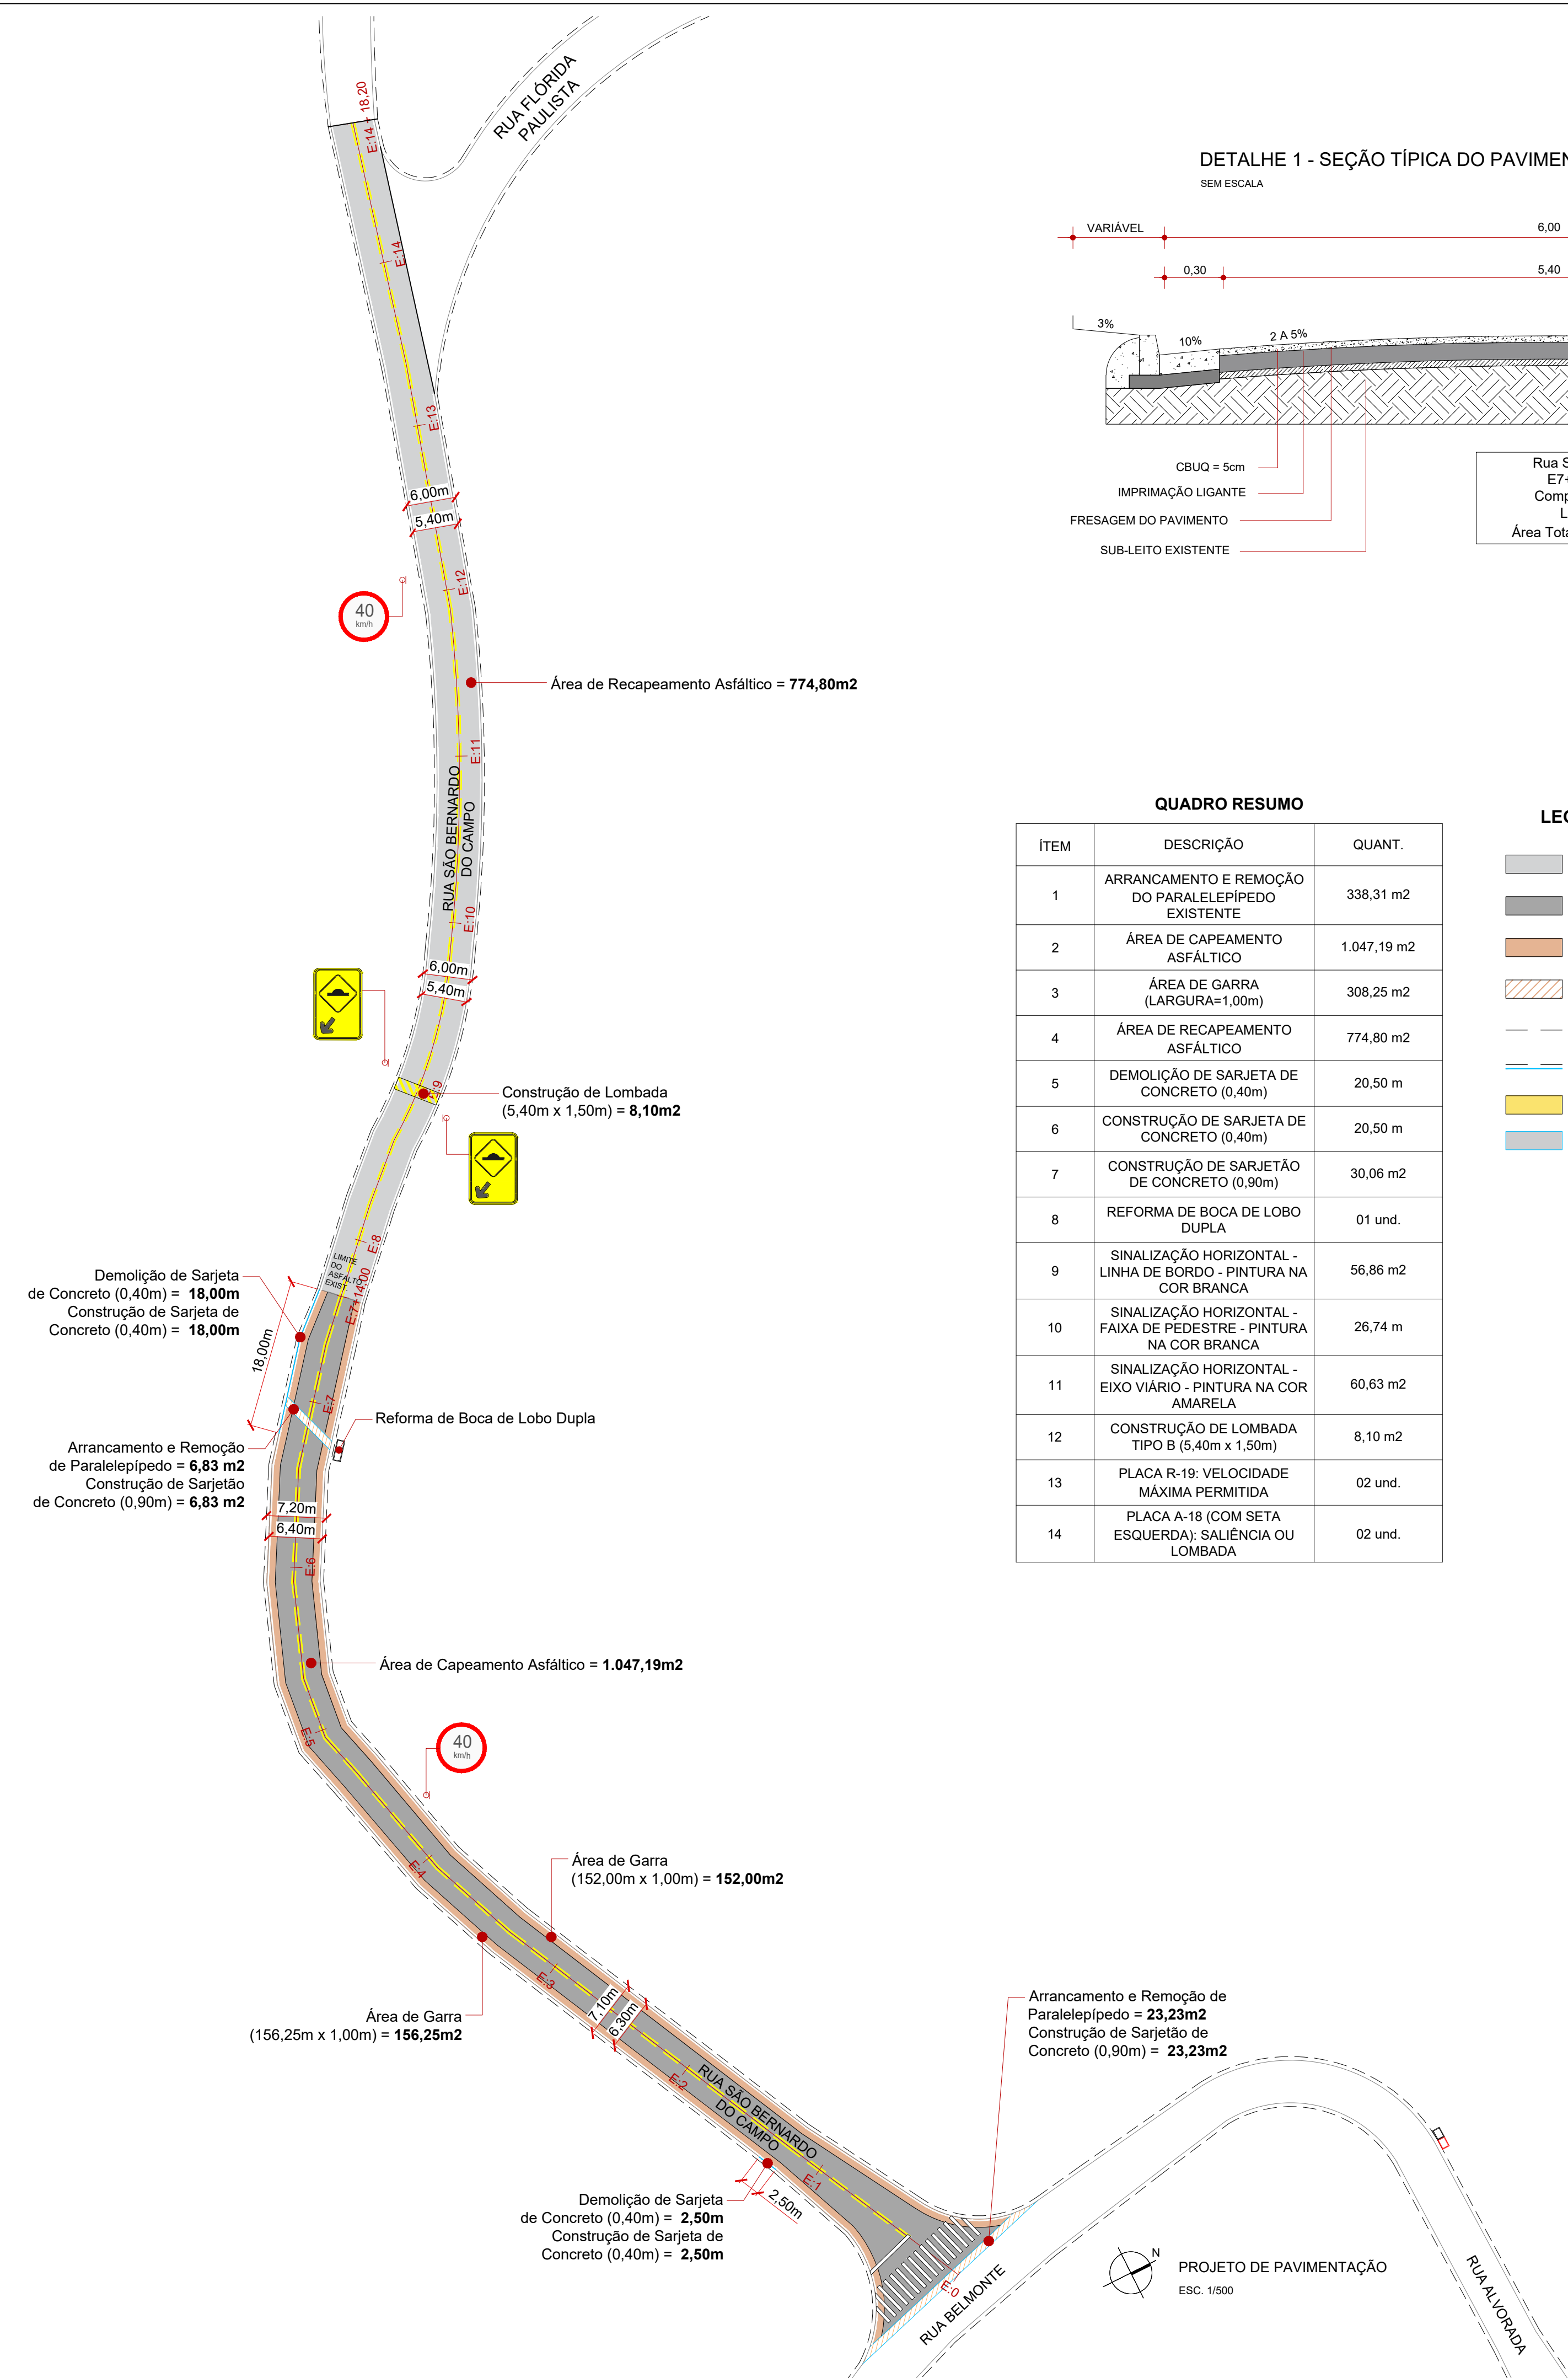 RUA FLÓRIDA
PAULISTA
E:14 + 18,20
E:14
E:13
6,00m
5,40m
E:12
40
km/h
Área de Recapeamento Asfáltico = 774,80m2
E:11
RUA SÃO BERNARDO
DO CAMPO
E:10
6,00m
5,40m
E:9
Construção de Lombada
(5,40m x 1,50m) = 8,10m2
E:8
LIMITE
DO
ASFALTO
EXIST.
E:7+14,00
Demolição de Sarjeta
de Concreto (0,40m) = 18,00m
Construção de Sarjeta de
Concreto (0,40m) = 18,00m
18,00m
E:7
Reforma de Boca de Lobo Dupla
Arrancamento e Remoção
de Paralelepípedo = 6,83 m2
Construção de Sarjetão
de Concreto (0,90m) = 6,83 m2
7,20m
6,40m
E:6
Área de Capeamento Asfáltico = 1.047,19m2
E:5
40
km/h
E:4
Área de Garra
(152,00m x 1,00m) = 152,00m2
E:3
Área de Garra
(156,25m x 1,00m) = 156,25m2
7,10m
6,30m
E:2
RUA SÃO BERNARDO
DO CAMPO
E:1
2,50m
Demolição de Sarjeta
de Concreto (0,40m) = 2,50m
Construção de Sarjeta de
Concreto (0,40m) = 2,50m
Arrancamento e Remoção de
Paralelepípedo = 23,23m2
Construção de Sarjetão de
Concreto (0,90m) = 23,23m2
E:0
RUA BELMONTE
RUA ALVORADA
N
PROJETO DE PAVIMENTAÇÃO
ESC. 1/500
DETALHE 1 - SEÇÃO TÍPICA DO PAVIMEN
SEM ESCALA
VARIÁVEL
6,00
0,30
5,40
3%
10%
2 A 5%
CBUQ = 5cm
IMPRIMAÇÃO LIGANTE
FRESAGEM DO PAVIMENTO
SUB-LEITO EXISTENTE
Rua S
E7+
Comp
L
Área Tota
QUADRO RESUMO
ÍTEM DESCRIÇÃO QUANT.
1 ARRANCAMENTO E REMOÇÃO
DO PARALELEPÍPEDO 338,31 m2
EXISTENTE
2 ÁREA DE CAPEAMENTO 1.047,19 m2
ASFÁLTICO
3 ÁREA DE GARRA 308,25 m2
(LARGURA=1,00m)
4 ÁREA DE RECAPEAMENTO 774,80 m2
ASFÁLTICO
5 DEMOLIÇÃO DE SARJETA DE 20,50 m
CONCRETO (0,40m)
6 CONSTRUÇÃO DE SARJETA DE 20,50 m
CONCRETO (0,40m)
7 CONSTRUÇÃO DE SARJETÃO 30,06 m2
DE CONCRETO (0,90m)
8 REFORMA DE BOCA DE LOBO 01 und.
DUPLA
9 SINALIZAÇÃO HORIZONTAL -
LINHA DE BORDO - PINTURA NA 56,86 m2
COR BRANCA
10 SINALIZAÇÃO HORIZONTAL -
FAIXA DE PEDESTRE - PINTURA 26,74 m
NA COR BRANCA
11 SINALIZAÇÃO HORIZONTAL -
EIXO VIÁRIO - PINTURA NA COR 60,63 m2
AMARELA
12 CONSTRUÇÃO DE LOMBADA 8,10 m2
TIPO B (5,40m x 1,50m)
13 PLACA R-19: VELOCIDADE 02 und.
MÁXIMA PERMITIDA
14 PLACA A-18 (COM SETA
ESQUERDA): SALIÊNCIA OU 02 und.
LOMBADA
LEG